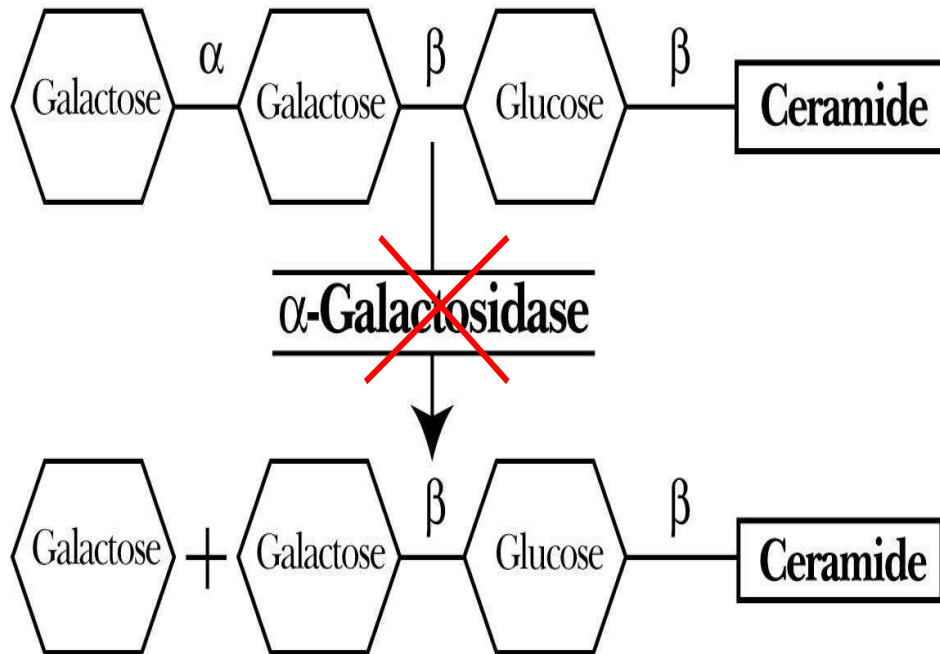 α β β
Galactose Galactose Glucose Ceramide
α-Galactosidase
β β
Galactose + Galactose Glucose Ceramide